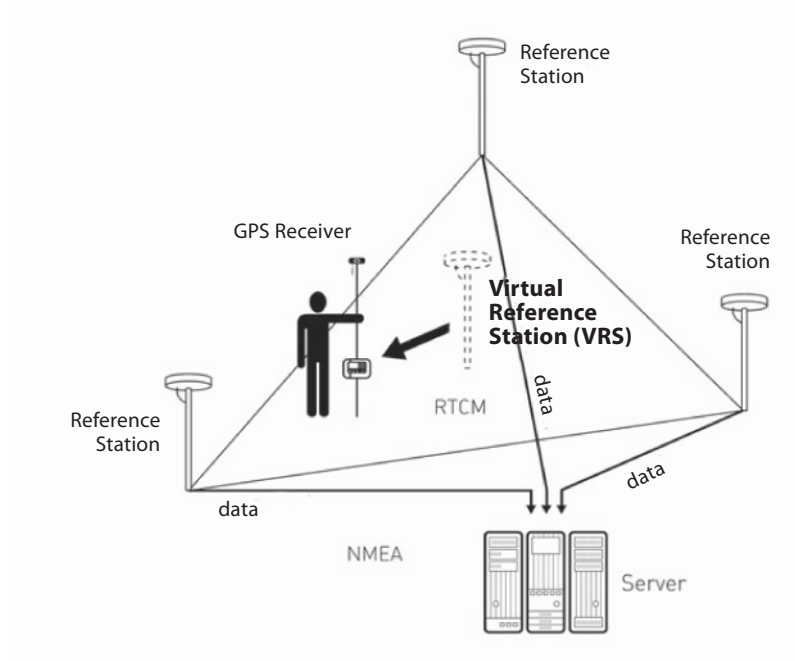 Reference
Station
GPS Receiver
Reference
Station
Virtual
Reference
Station (VRS)
data
RTCM
Reference
Station
data
data
NMEA
Server